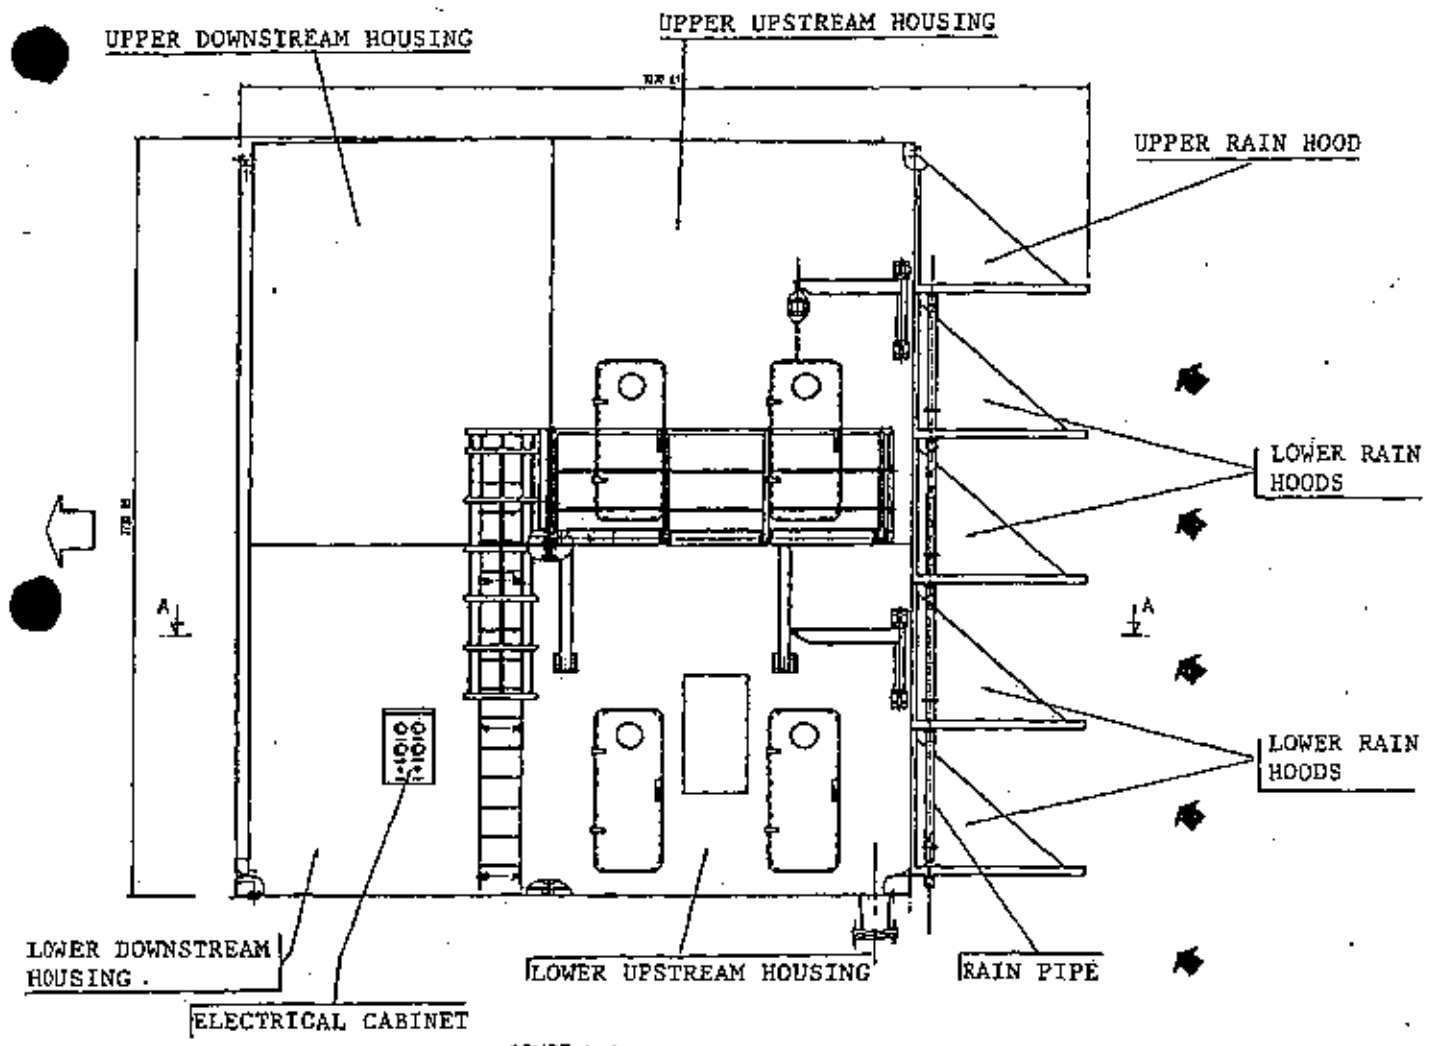 UPPER DOWNSTREAM HOUSING
UPPER UPSTREAM HOUSING
UPPER RAIN HOOD
LOWER RAIN
HOODS
A
A
LOWER RAIN
HOODS
LOWER DOWNSTREAM
HOUSING
LOWER UPSTREAM HOUSING
RAIN PIPE
ELECTRICAL CABINET